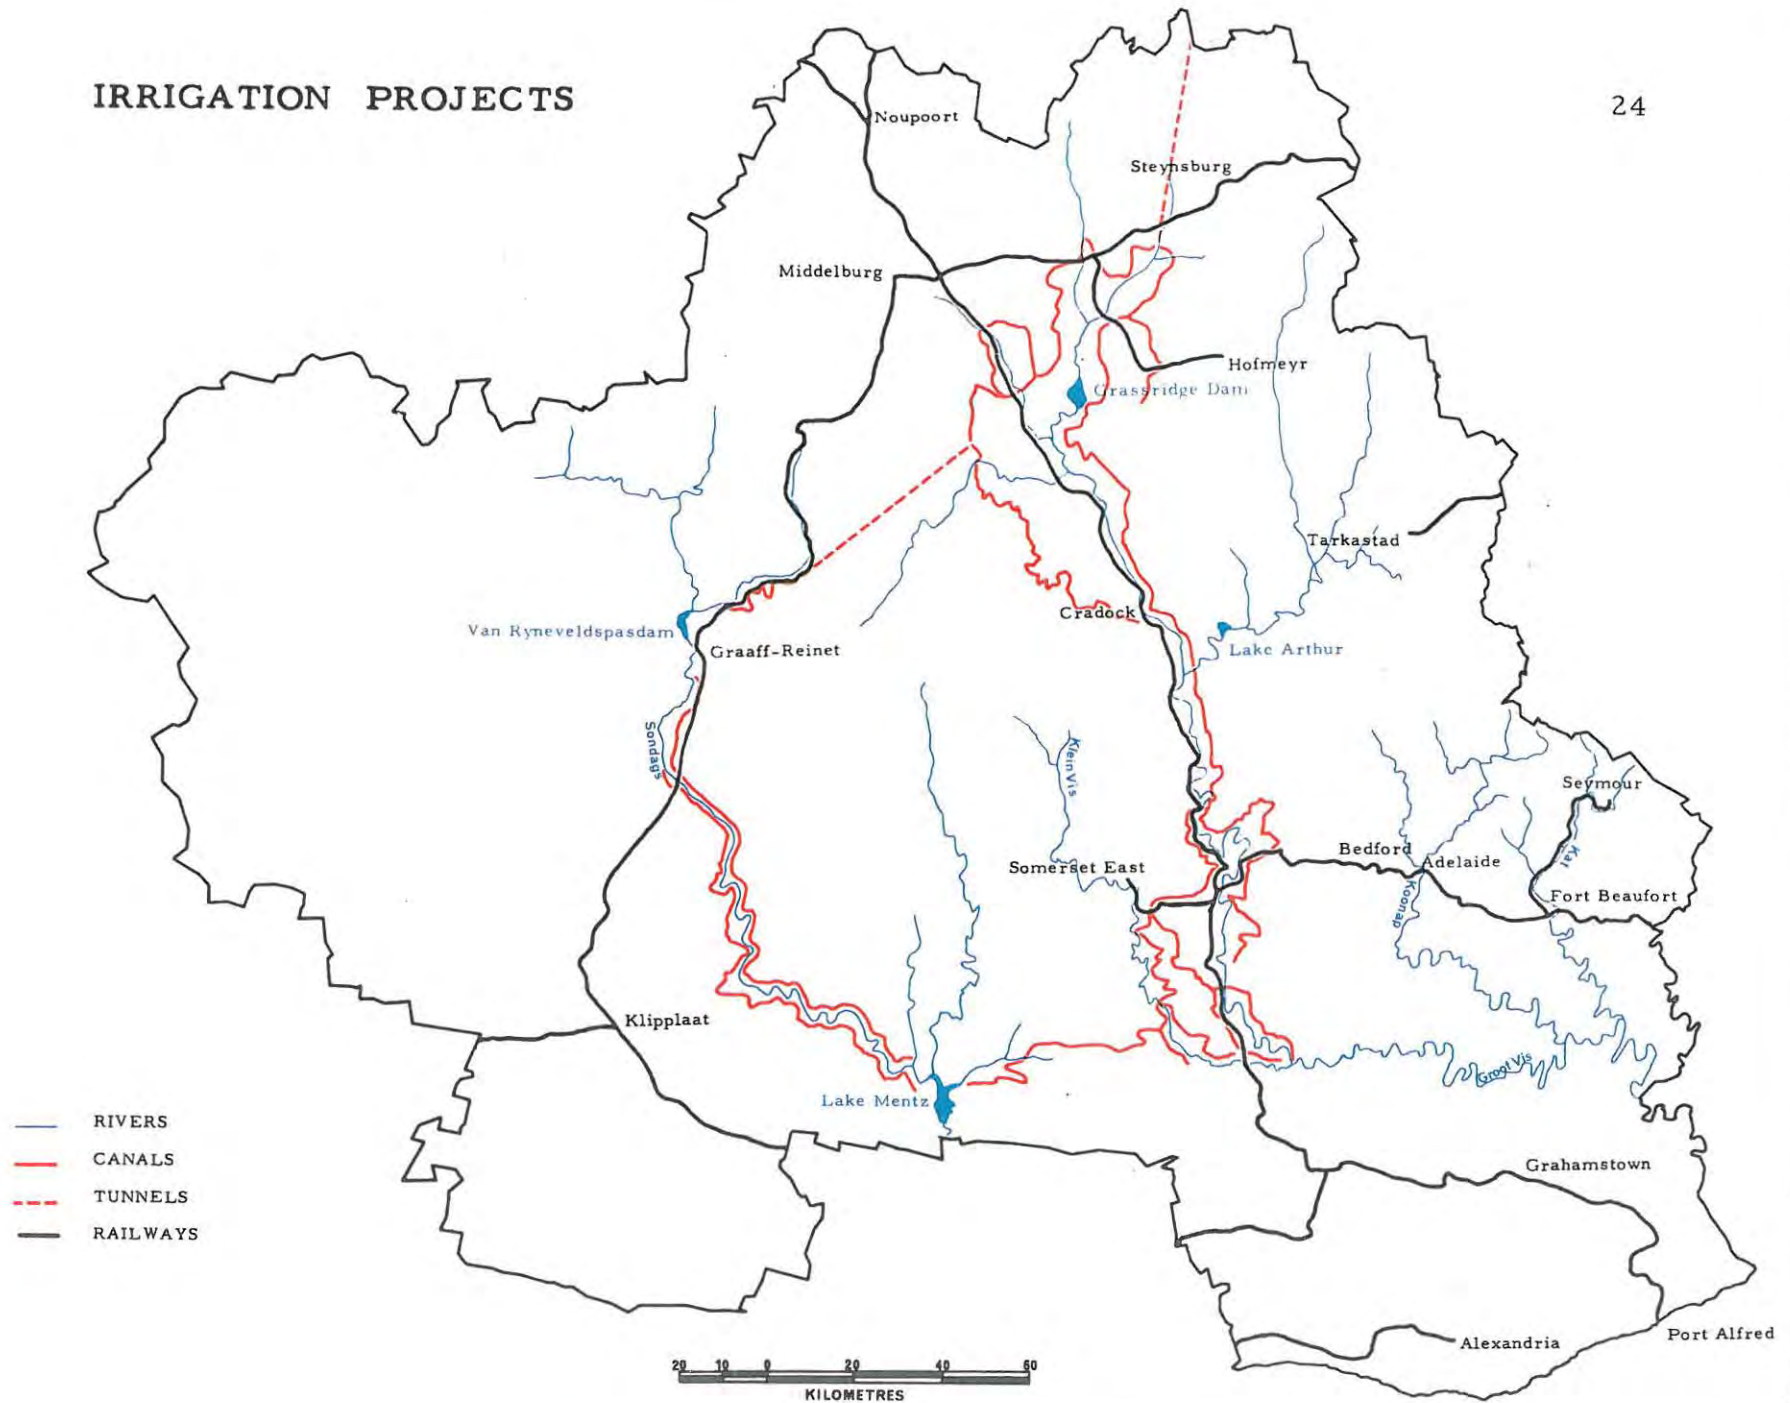 IRRIGATION PROJECTS
24
Noupoort
Steynsburg
Middelburg
Hofmeyr
Grassridge Dam
Tarkastad
Cradock
Van Ryneveldspasdam
Graaff-Reinet
Lake Arthur
Sondags
Klein Vis
Seymour
Kat
Bedford
Adelaide
Somerset East
Koonap
Fort Beaufort
Klipplaat
Groot Vis
Lake Mentz
RIVERS
CANALS
TUNNELS
RAILWAYS
Grahamstown
Port Alfred
Alexandria
20 10 0 20 40 60
KILOMETRES